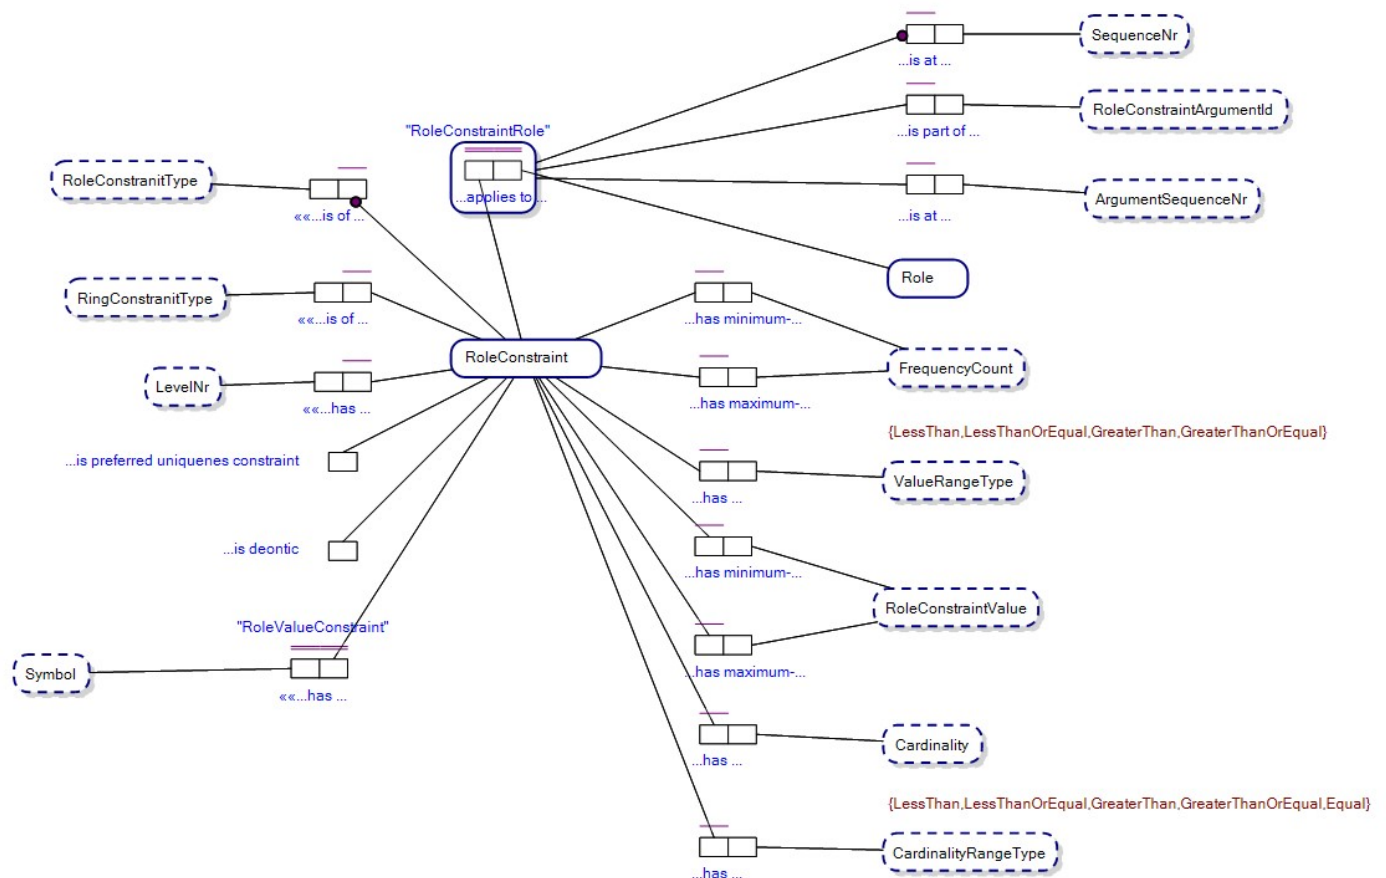 SequenceNr
...is at ...
RoleConstraintArgumentId
...is part of ...
"RoleConstraintRole"
RoleConstranitType
...applies to ...
ArgumentSequenceNr
««...is of ...
...is at ...
Role
RingConstranitType
««...is of ...
...has minimum-...
RoleConstraint
FrequencyCount
LevelNr
««...has ...
...has maximum-...
{LessThan,LessThanOrEqual,GreaterThan,GreaterThanOrEqual}
...is preferred uniquenes constraint
ValueRangeType
...has ...
...is deontic
...has minimum-...
RoleConstraintValue
"RoleValueConstraint"
Symbol
...has maximum-...
««...has ...
Cardinality
...has ...
{LessThan,LessThanOrEqual,GreaterThan,GreaterThanOrEqual,Equal}
CardinalityRangeType
...has ...